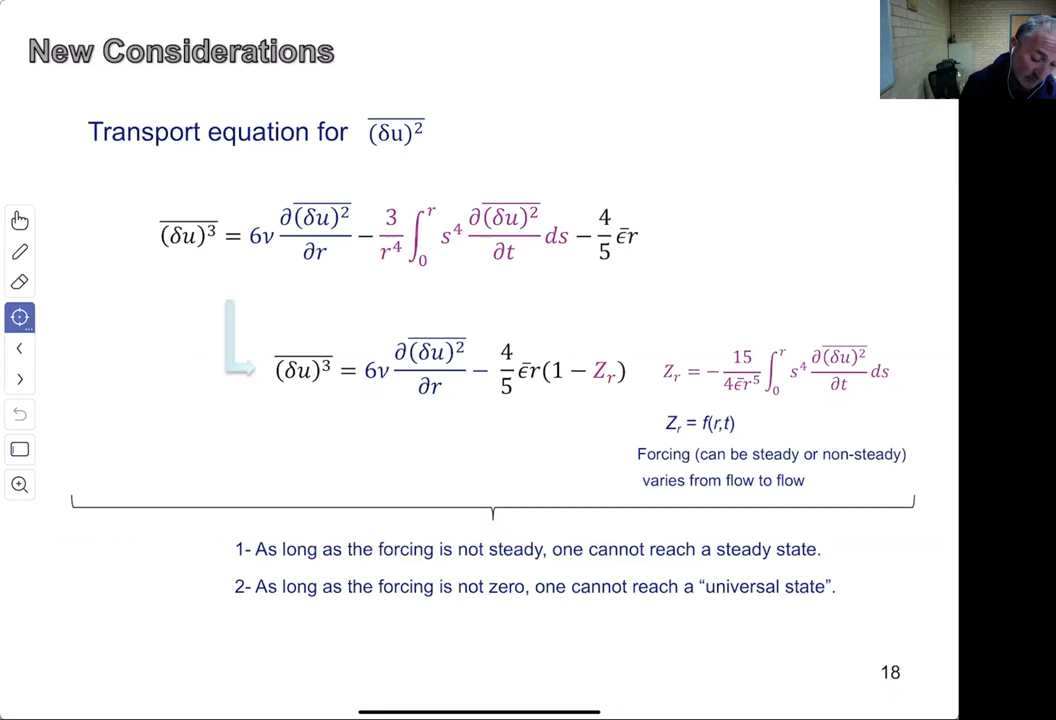 New Considerations
Transport equation for $\overline{(\delta u)^2}$
$\overline{(\delta u)^3} = 6\nu \frac{\partial \overline{(\delta u)^2}}{\partial r} - \frac{3}{r^4} \int_0^r s^4 \frac{\partial \overline{(\delta u)^2}}{\partial t} ds - \frac{4}{5} \bar{\epsilon} r$
$\overline{(\delta u)^3} = 6\nu \frac{\partial \overline{(\delta u)^2}}{\partial r} - \frac{4}{5} \bar{\epsilon} r (1 - Z_r)$
$Z_r = -\frac{15}{4 \bar{\epsilon} r^5} \int_0^r s^4 \frac{\partial \overline{(\delta u)^2}}{\partial t} ds$
$Z_r = f(r,t)$
Forcing (can be steady or non-steady)
varies from flow to flow
1- As long as the forcing is not steady, one cannot reach a steady state.
2- As long as the forcing is not zero, one cannot reach a “universal state”.
18